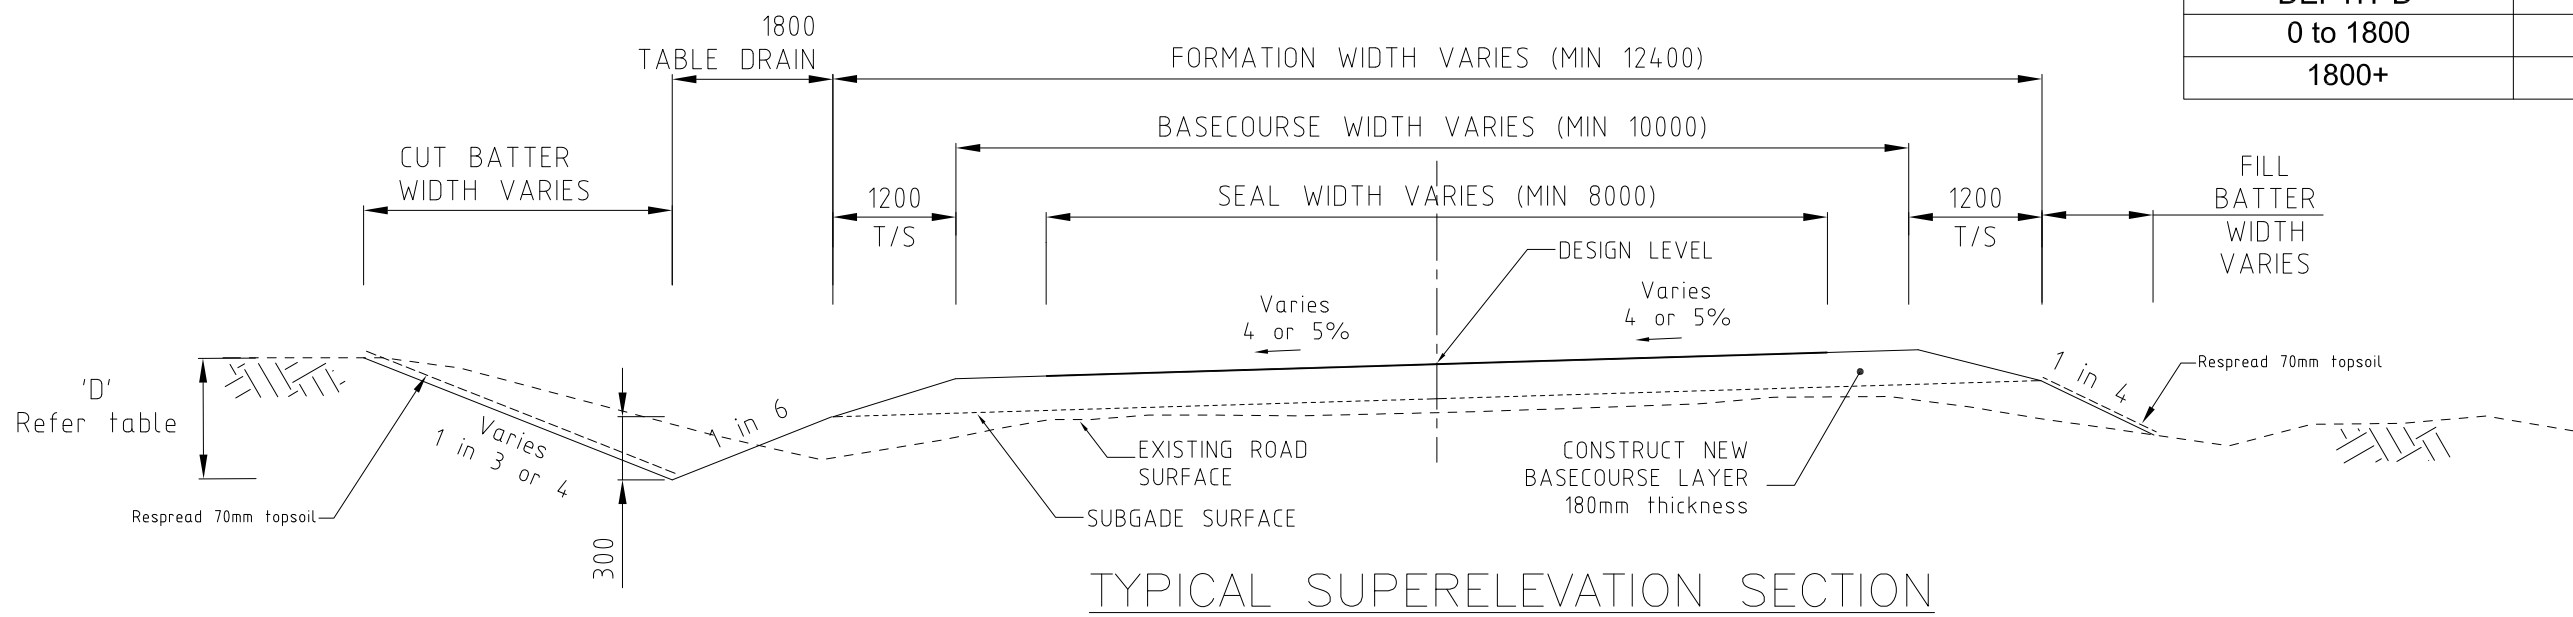 DEPTH D
0 to 1800
1800+
1800
TABLE DRAIN
FORMATION WIDTH VARIES (MIN 12400)
BASECOURSE WIDTH VARIES (MIN 10000)
CUT BATTER
WIDTH VARIES
1200
T/S
SEAL WIDTH VARIES (MIN 8000)
1200
T/S
FILL
BATTER
WIDTH
VARIES
DESIGN LEVEL
Varies
4 or 5%
Varies
4 or 5%
'D'
Refer table
Varies
1 in 3 or 4
1 in 6
1 in 4
Respread 70mm topsoil
EXISTING ROAD
SURFACE
CONSTRUCT NEW
BASECOURSE LAYER
180mm thickness
Respread 70mm topsoil
SUBGADE SURFACE
300
TYPICAL SUPERELEVATION SECTION